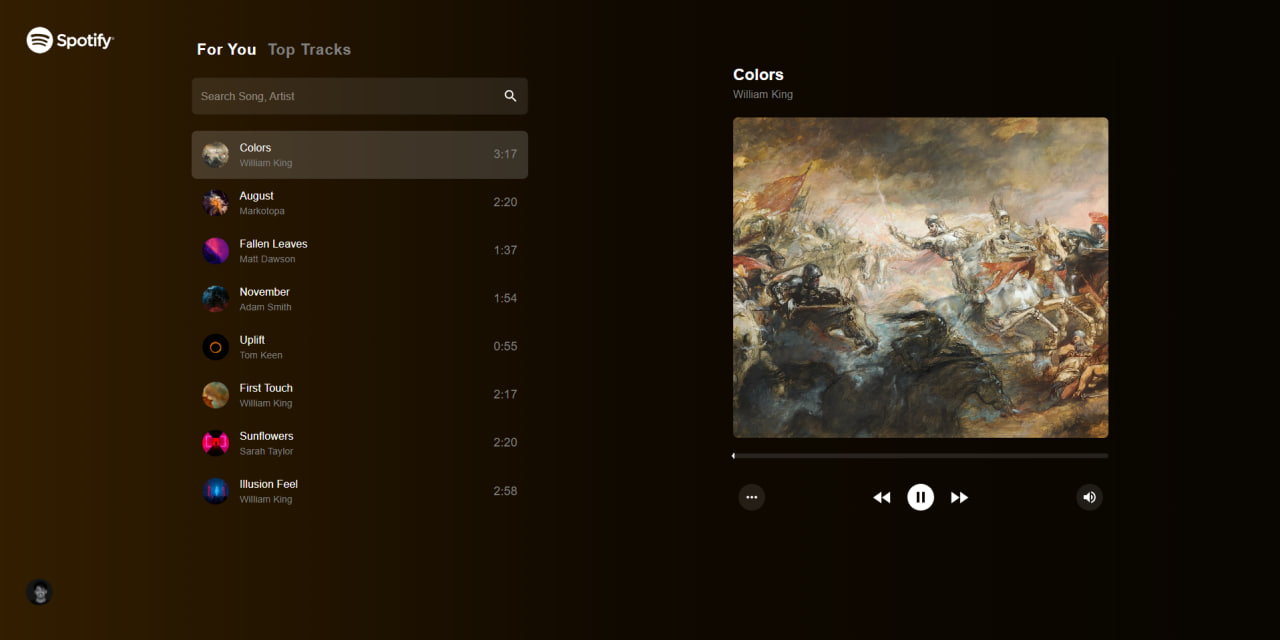 Spotify
For You Top Tracks
Search Song, Artist
Colors
William King
3:17
August
Markotopa
2:20
Fallen Leaves
Matt Dawson
1:37
November
Adam Smith
1:54
Uplift
Tom Keen
0:55
First Touch
William King
2:17
Sunflowers
Sarah Taylor
2:20
Illusion Feel
William King
2:58
Colors
William King